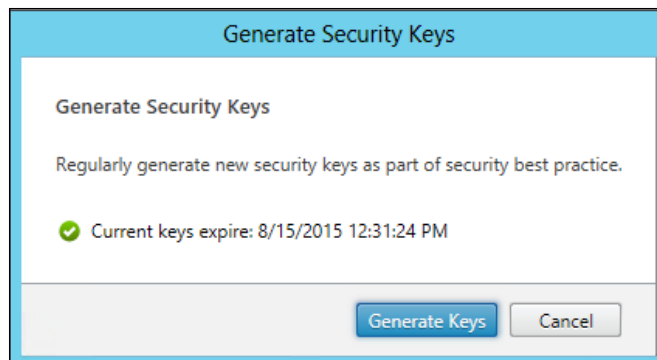 Generate Security Keys
Generate Security Keys
Regularly generate new security keys as part of security best practice.
Current keys expire: 8/15/2015 12:31:24 PM
Generate Keys
Cancel